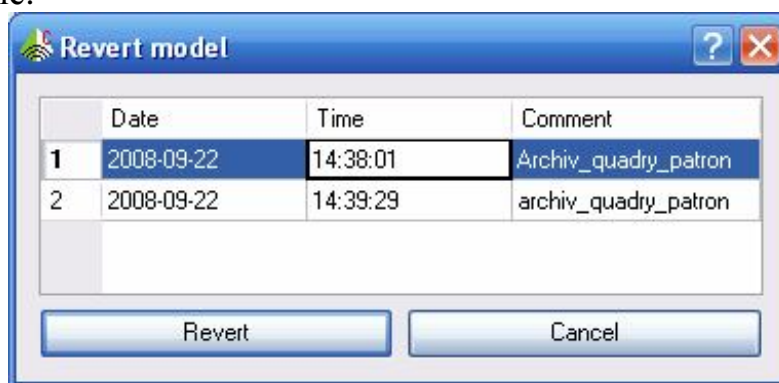 Revert model
Date Time Comment
1 2008-09-22 14:38:01 Archiv_quadry_patron
2 2008-09-22 14:39:29 archiv_quadry_patron
Revert Cancel